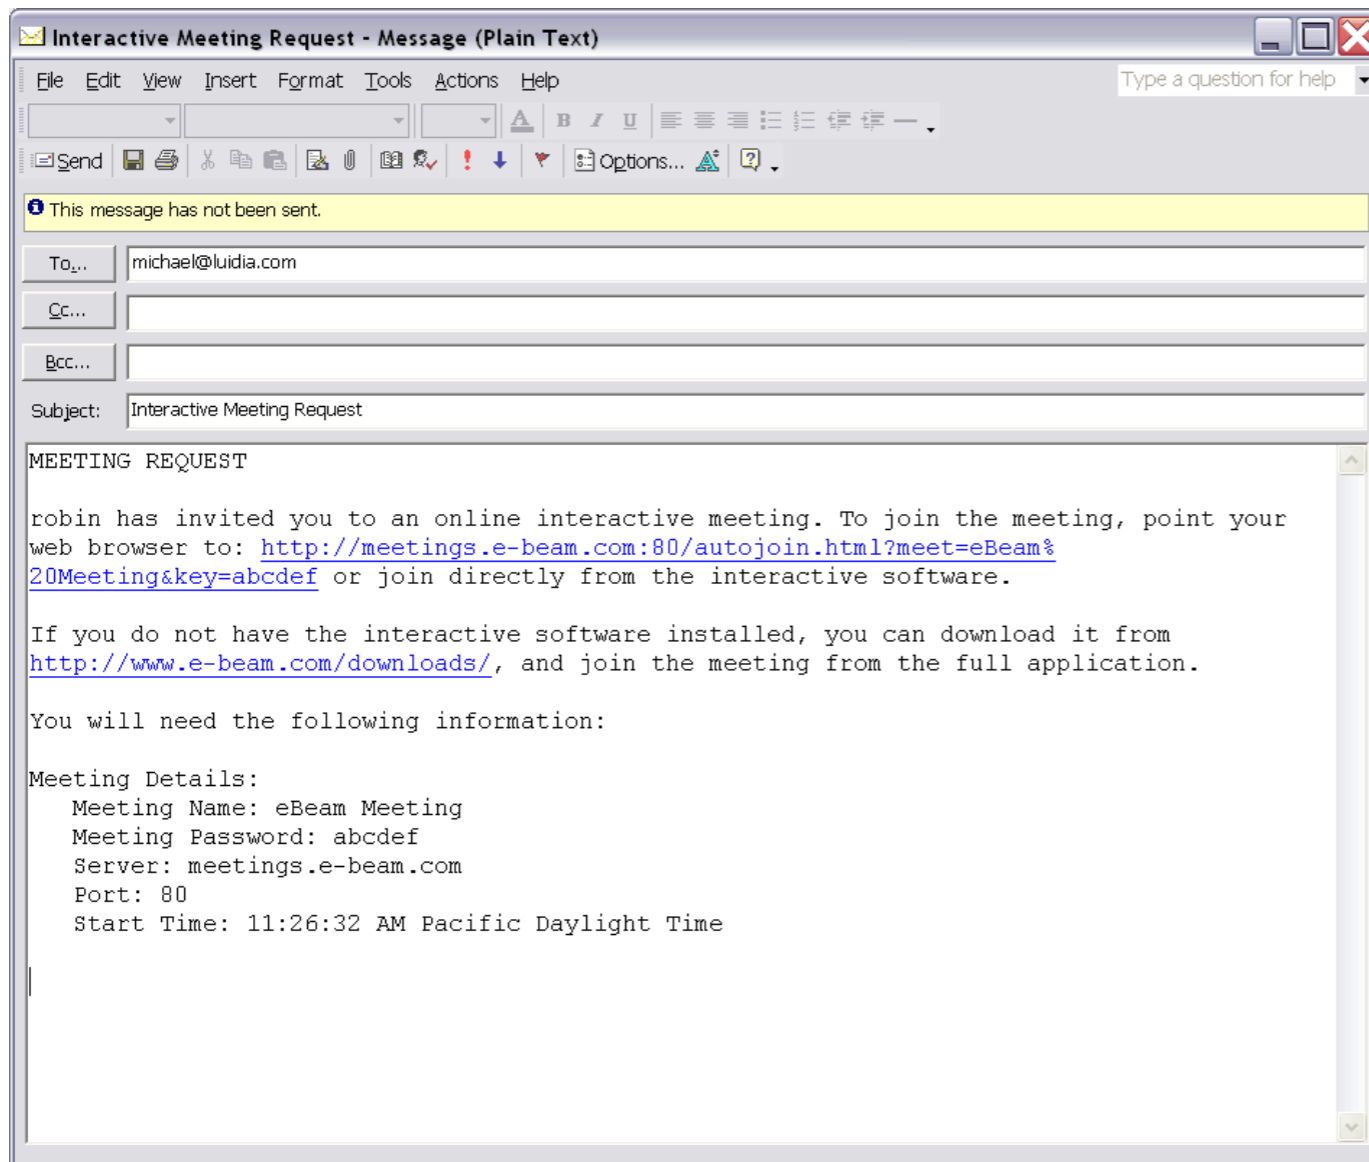 Interactive Meeting Request - Message (Plain Text)
File Edit View Insert Format Tools Actions Help Type a question for help
A B I U
Send Options...
This message has not been sent.
To... michael@luidia.com
Cc...
Bcc...
Subject: Interactive Meeting Request
MEETING REQUEST
robin has invited you to an online interactive meeting. To join the meeting, point your
web browser to: http://meetings.e-beam.com:80/autojoin.html?meet=eBeam%
20Meeting&key=abcdef or join directly from the interactive software.
If you do not have the interactive software installed, you can download it from
http://www.e-beam.com/downloads/, and join the meeting from the full application.
You will need the following information:
Meeting Details:
Meeting Name: eBeam Meeting
Meeting Password: abcdef
Server: meetings.e-beam.com
Port: 80
Start Time: 11:26:32 AM Pacific Daylight Time